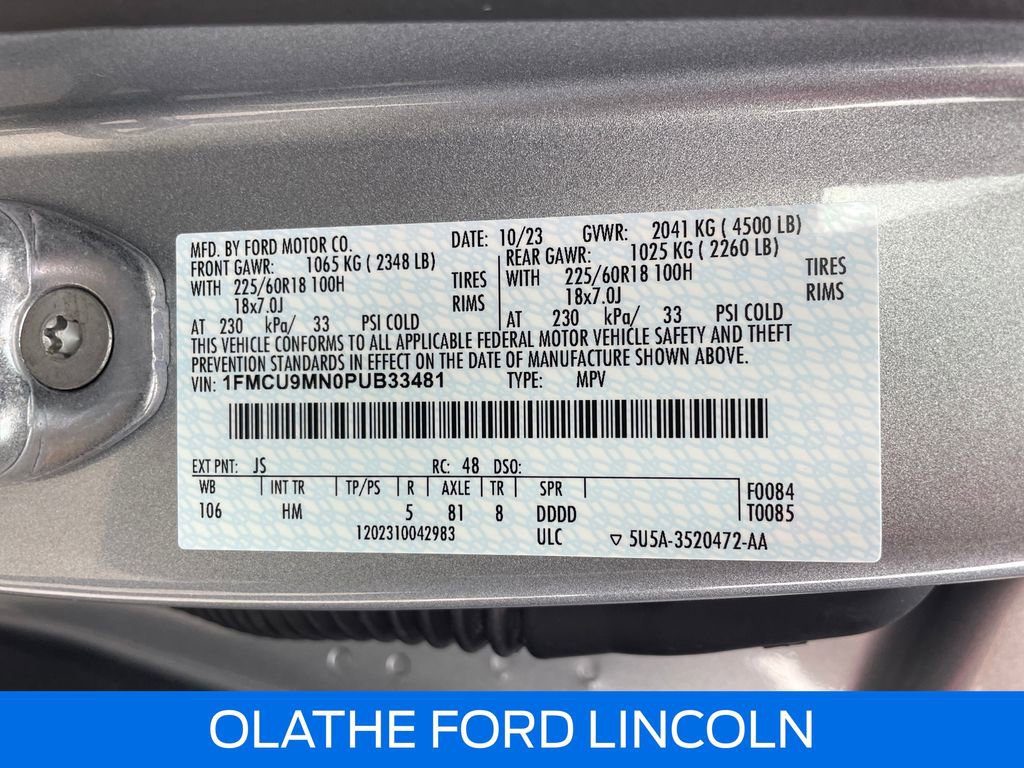 MFD. BY FORD MOTOR CO. DATE: 10/23 GVWR: 2041 KG ( 4500 LB)
FRONT GAWR: 1065 KG ( 2348 LB) REAR GAWR: 1025 KG ( 2260 LB)
WITH 225/60R18 100H TIRES WITH 225/60R18 100H TIRES
18x7.0J RIMS 18x7.0J RIMS
AT 230 kPa/ 33 PSI COLD AT 230 kPa/ 33 PSI COLD
THIS VEHICLE CONFORMS TO ALL APPLICABLE FEDERAL MOTOR VEHICLE SAFETY AND THEFT
PREVENTION STANDARDS IN EFFECT ON THE DATE OF MANUFACTURE SHOWN ABOVE.
VIN: 1FMCU9MN0PUB33481 TYPE: MPV
EXT PNT: JS RC: 48 DSO:
WB INT TR TP/PS R AXLE TR SPR F0084
106 HM 5 81 8 DDDD T0085
1202310042983 ULC ▽ 5U5A-3520472-AA
OLATHE FORD LINCOLN